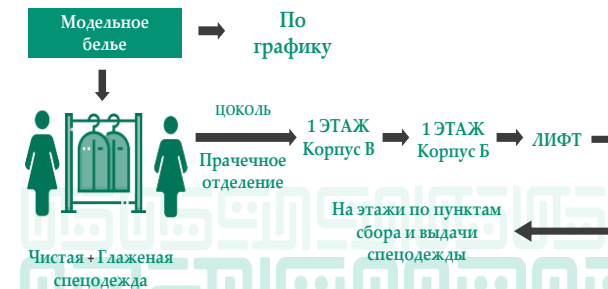 Модельное
белье
По
графику
ЦОКОЛЬ
Прачечное
отделение
1 ЭТАЖ
Корпус В
1 ЭТАЖ
Корпус Б
ЛИФТ
На этажи по пунктам
сбора и выдачи
спецодежды
Чистая + Глаженая
спецодежда